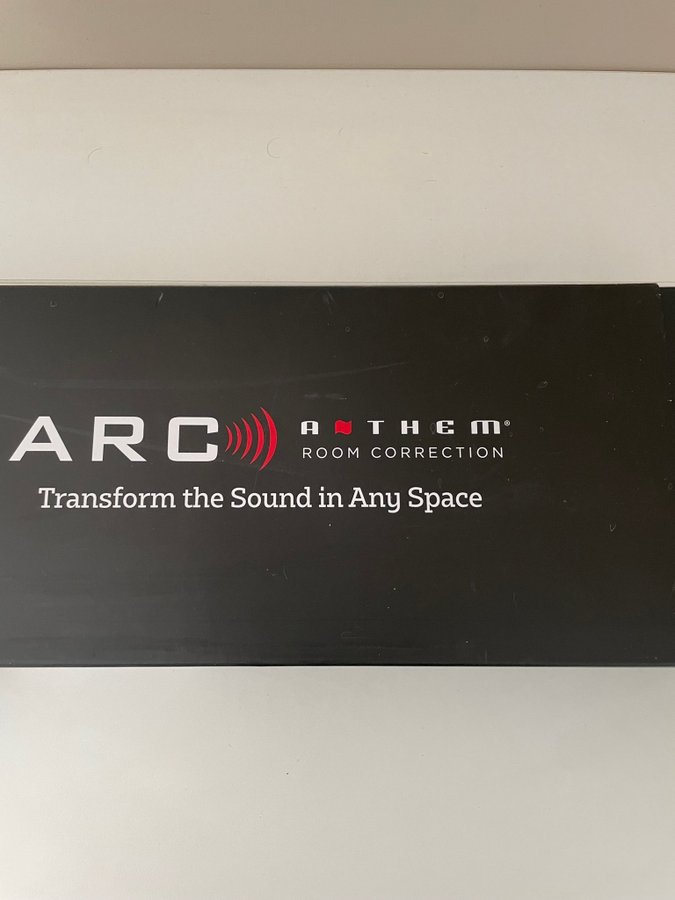 ARC ANTHEM®
ROOM CORRECTION
Transform the Sound in Any Space